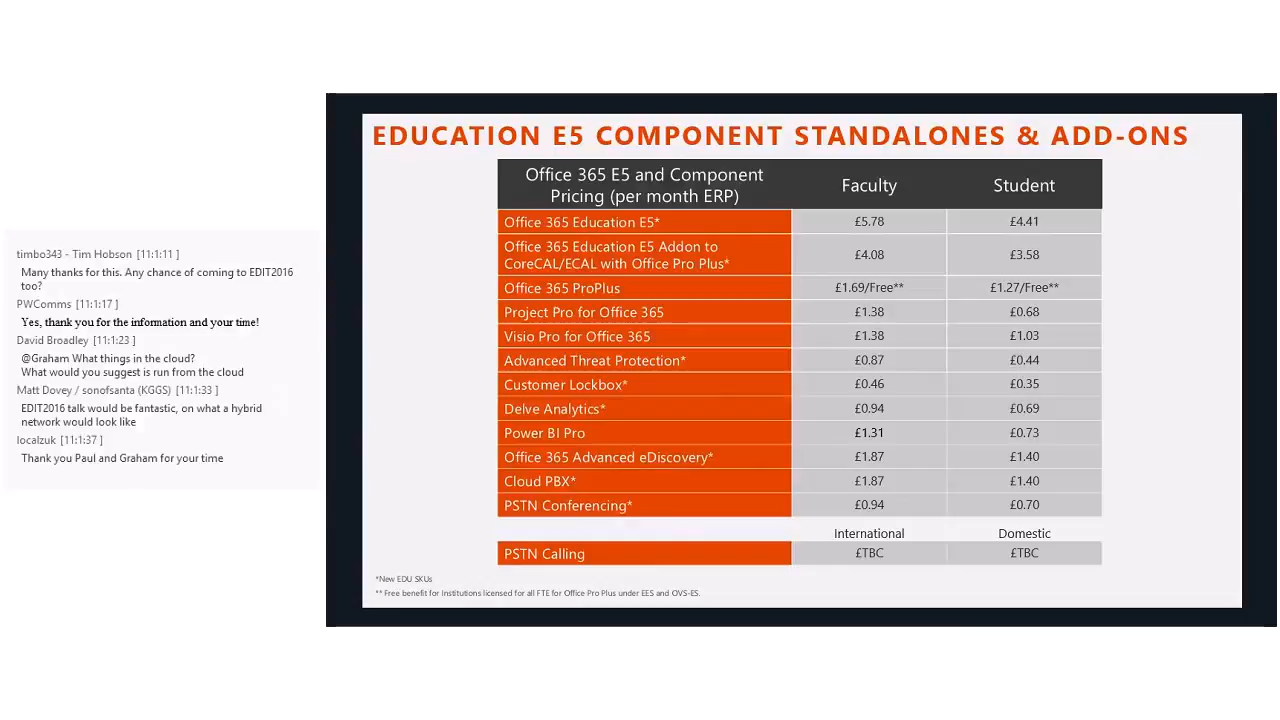 timbo343 - Tim Hobson [11:1:11 ]
Many thanks for this. Any chance of coming to EDIT2016
too?
PWComms [11:1:17 ]
Yes, thank you for the information and your time!
David Broadley [11:1:23 ]
@Graham What things in the cloud?
What would you suggest is run from the cloud
Matt Dovey / sonofsanta (KGGS) [11:1:33 ]
EDIT2016 talk would be fantastic, on what a hybrid
network would look like
localzuk [11:1:37 ]
Thank you Paul and Graham for your time
EDUCATION E5 COMPONENT STANDALONES & ADD-ONS
Office 365 E5 and Component
Pricing (per month ERP) Faculty Student
Office 365 Education E5* £5.78 £4.41
Office 365 Education E5 Addon to
CoreCAL/ECAL with Office Pro Plus* £4.08 £3.58
Office 365 ProPlus £1.69/Free** £1.27/Free**
Project Pro for Office 365 £1.38 £0.68
Visio Pro for Office 365 £1.38 £1.03
Advanced Threat Protection* £0.87 £0.44
Customer Lockbox* £0.46 £0.35
Delve Analytics* £0.94 £0.69
Power BI Pro £1.31 £0.73
Office 365 Advanced eDiscovery* £1.87 £1.40
Cloud PBX* £1.87 £1.40
PSTN Conferencing* £0.94 £0.70
International Domestic
PSTN Calling £TBC £TBC
*New EDU SKUs
** Free benefit for Institutions licensed for all FTE for Office Pro Plus under EES and OVS-ES.